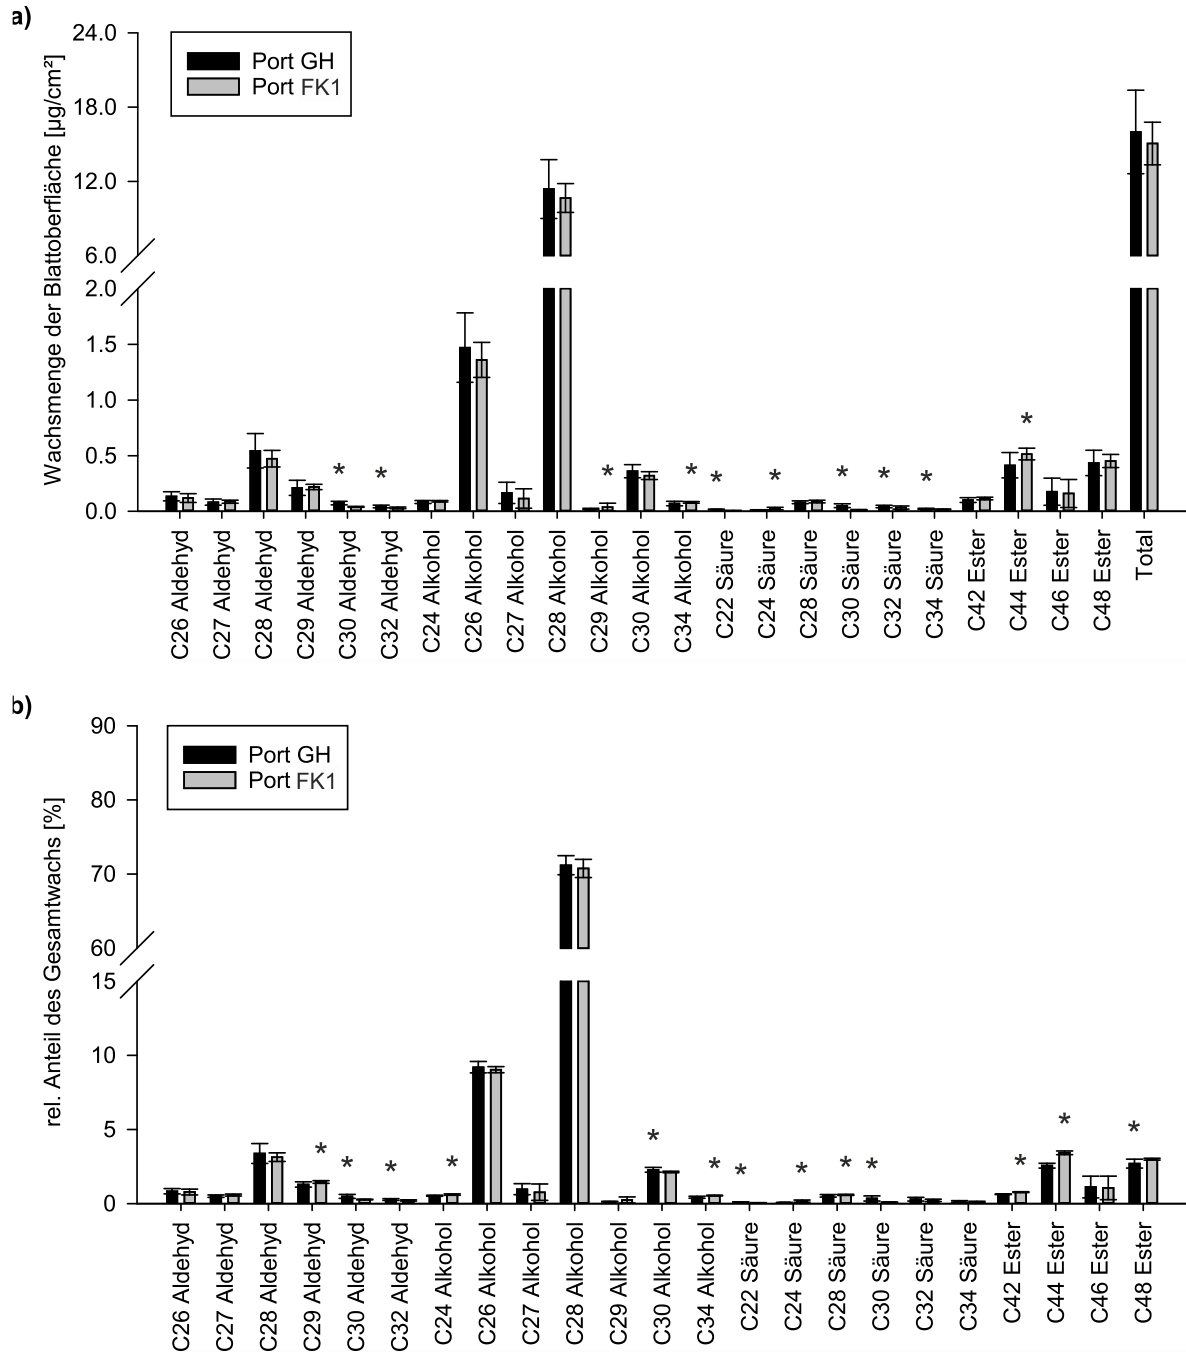 a)
Wachsmenge der Blattoberfläche [µg/cm²]
24.0
18.0
12.0
6.0
2.0
1.5
1.0
0.5
0.0
Port GH
Port FK1
* * * * * * * * * *
C26 Aldehyd
C27 Aldehyd
C28 Aldehyd
C29 Aldehyd
C30 Aldehyd
C32 Aldehyd
C24 Alkohol
C26 Alkohol
C27 Alkohol
C28 Alkohol
C29 Alkohol
C30 Alkohol
C34 Alkohol
C22 Säure
C24 Säure
C28 Säure
C30 Säure
C32 Säure
C34 Säure
C42 Ester
C44 Ester
C46 Ester
C48 Ester
Total
b)
rel. Anteil des Gesamtwachs [%]
90
80
70
60
15
10
5
0
Port GH
Port FK1
* * * * * * * * * * * * *
C26 Aldehyd
C27 Aldehyd
C28 Aldehyd
C29 Aldehyd
C30 Aldehyd
C32 Aldehyd
C24 Alkohol
C26 Alkohol
C27 Alkohol
C28 Alkohol
C29 Alkohol
C30 Alkohol
C34 Alkohol
C22 Säure
C24 Säure
C28 Säure
C30 Säure
C32 Säure
C34 Säure
C42 Ester
C44 Ester
C46 Ester
C48 Ester